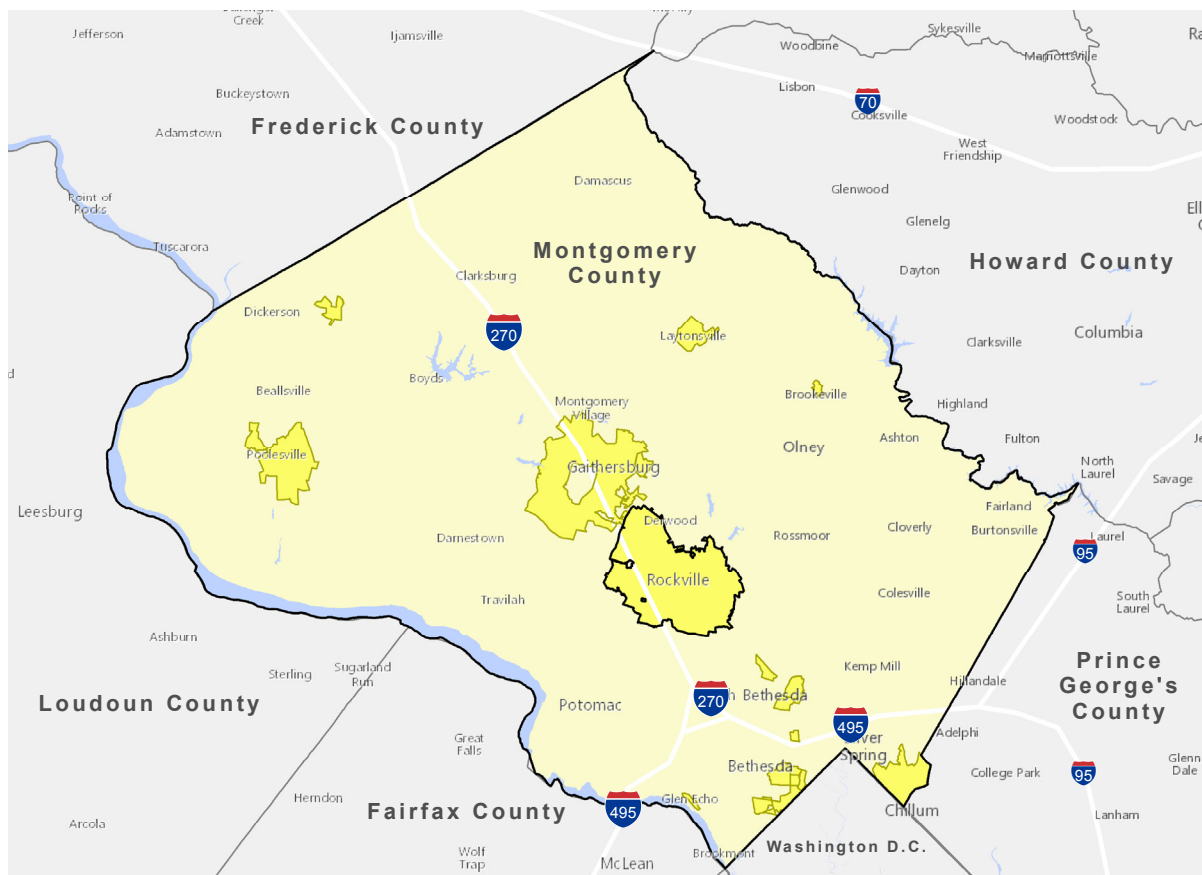 Creek
Jefferson
Ijamsville
Sykesville
Woodbine
Marriottsville
Buckeystown
Lisbon
70
Cooksville
Woodstock
Adamstown
Frederick County
West
Friendship
Damascus
Glenwood
Point of
Rocks
Glenelg
Tuscarora
Montgomery
County
Howard County
Dayton
Clarksburg
Dickerson
270
Laytonsville
Columbia
Clarksville
Boyds
Beallsville
Brookeville
Montgomery
Village
Highland
Olney
Ashton
Fulton
Poolesville
Gaithersburg
North
Laurel
Savage
Leesburg
Fairland
Derwood
Cloverly
Burtonsville
Darnestown
Rossmoor
Laurel
95
Rockville
Travilah
Colesville
South
Laurel
Ashburn
Sterling
Sugarland
Run
Kemp Mill
Prince
George's
County
Hillandale
Loudoun County
Potomac
270
Bethesda
495
Spring
Adelphi
Great
Falls
Bethesda
College Park
95
Glenn
Dale
Herndon
Fairfax County
495
Glen Echo
Chillum
Lanham
Arcola
Wolf
Trap
McLean
Brookmont
Washington D.C.